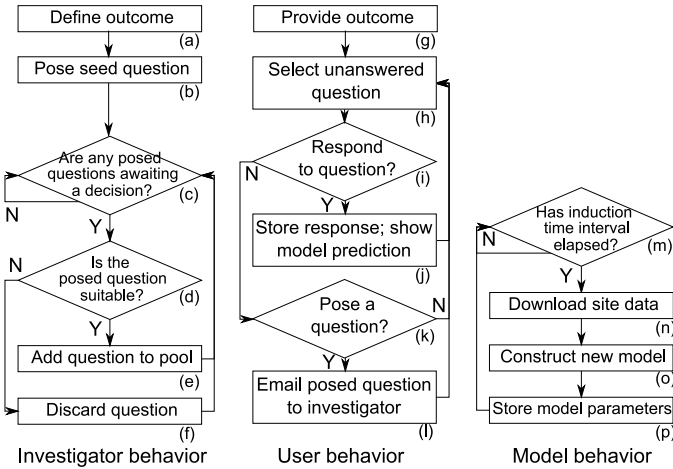 Define outcome
(a)
Pose seed question
(b)
Are any posed
questions awaiting
a decision?
(c)
N
Y
N
Is the
posed question
suitable?
(d)
Y
Add question to pool
(e)
Discard question
(f)
Investigator behavior
Provide outcome
(g)
Select unanswered
question
(h)
Respond
to question?
N
(i)
Y
Store response; show
model prediction
(j)
Pose a
question?
N
(k)
Y
Email posed question
to investigator
(l)
User behavior
Has induction
time interval
elapsed?
N
(m)
Y
Download site data
(n)
Construct new model
(o)
Store model parameters
(p)
Model behavior